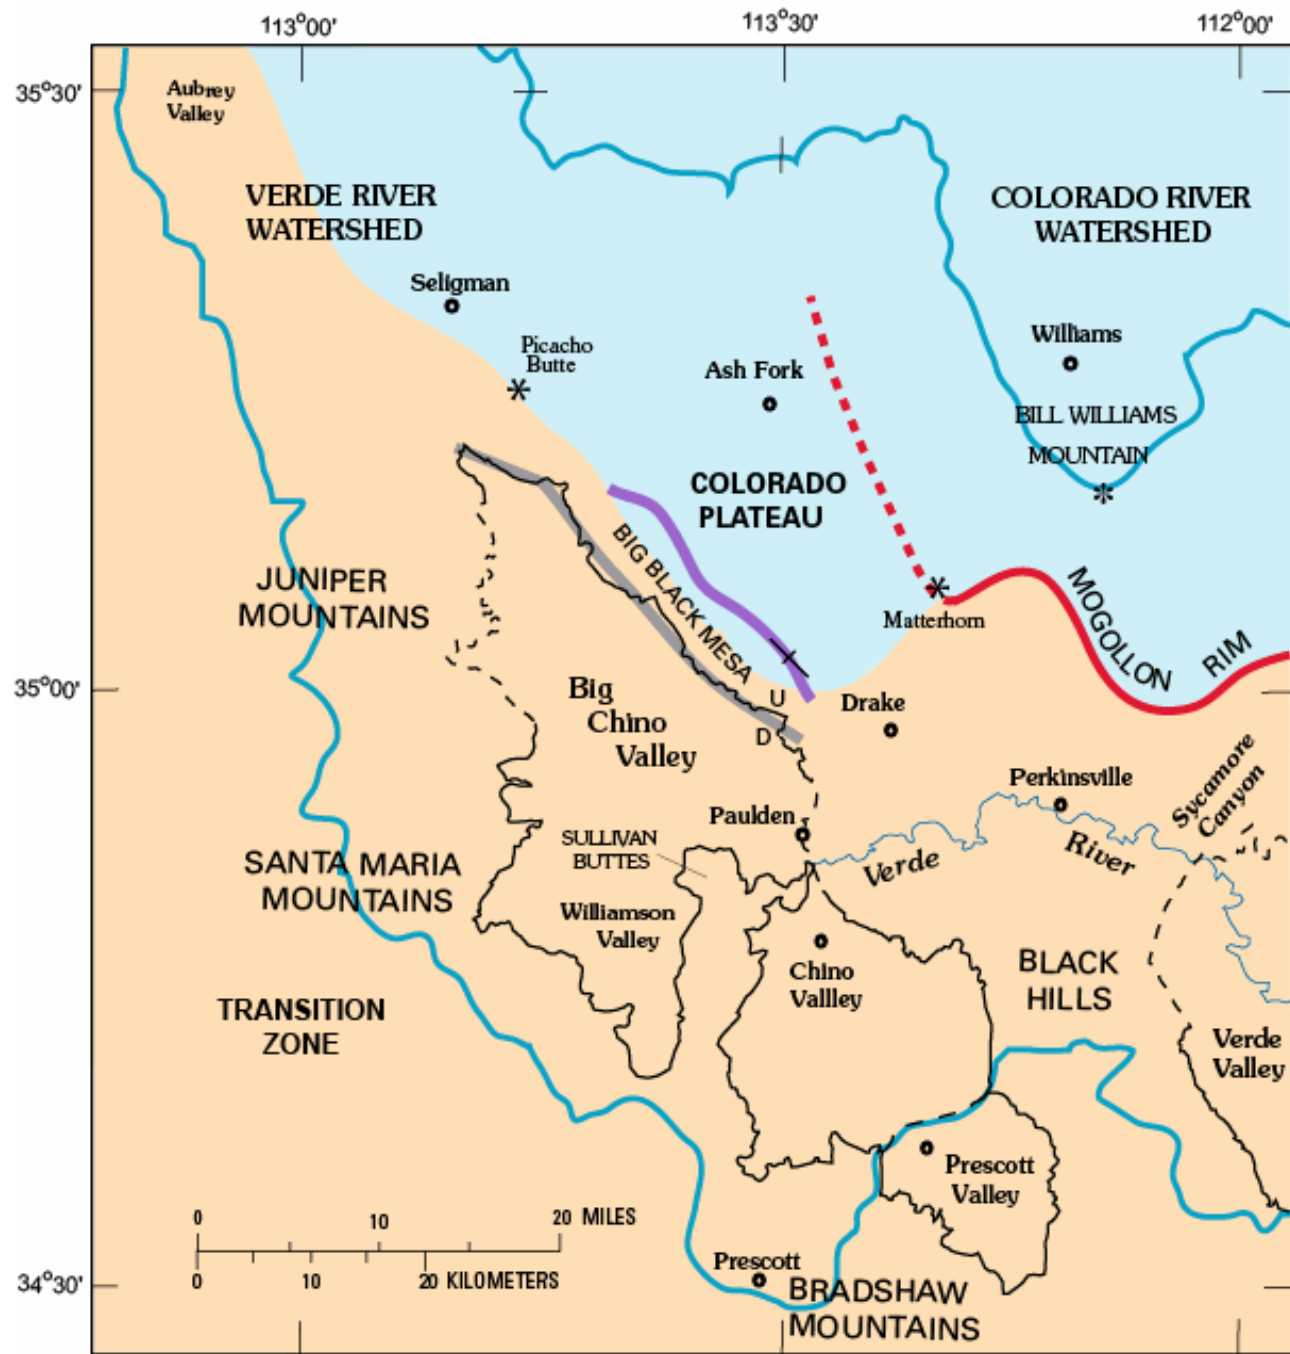 113°00'
113°30'
112°00'
35°30'
Aubrey
Valley
VERDE RIVER
WATERSHED
COLORADO RIVER
WATERSHED
Seligman
Picacho
Butte
Ash Fork
Williams
BILL WILLIAMS
MOUNTAIN
COLORADO
PLATEAU
BIG BLACK MESA
JUNIPER
MOUNTAINS
Matterhorn
MOGOLLON RIM
35°00'
Big
Chino
Valley
U
D
Drake
Perkinsville
Sycamore
Canyon
Paulden
SULLIVAN
BUTTES
Verde River
SANTA MARIA
MOUNTAINS
Williamson
Valley
Chino
Vallley
BLACK
HILLS
TRANSITION
ZONE
Verde
Valley
Prescott
Valley
0 10 20 MILES
0 10 20 KILOMETERS
Prescott
34°30'
BRADSHAW
MOUNTAINS